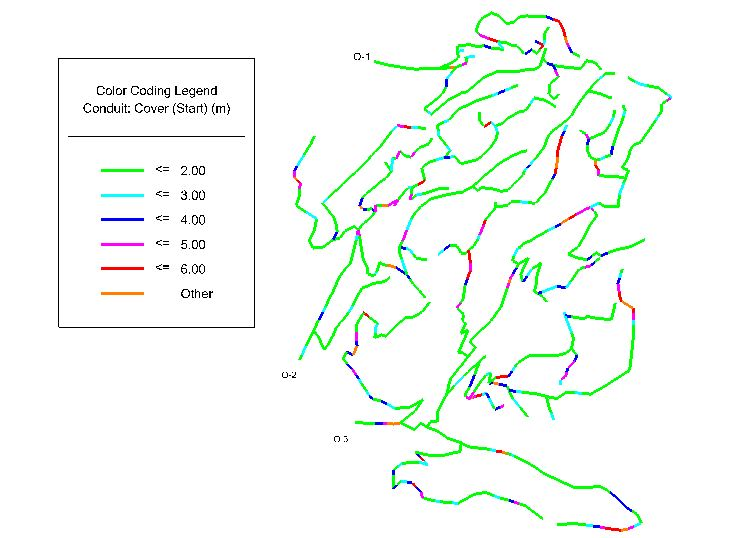 O-1
Color Coding Legend
Conduit: Cover (Start) (m)
<= 2.00
<= 3.00
<= 4.00
<= 5.00
<= 6.00
Other
O-2